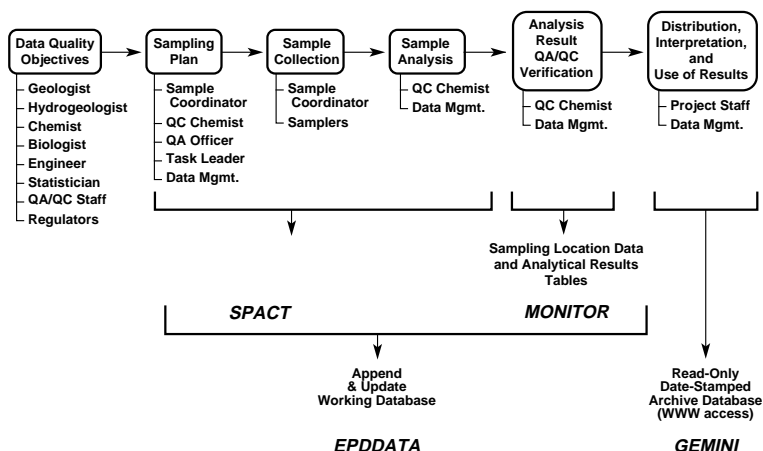 Data Quality
Objectives
Geologist
Hydrogeologist
Chemist
Biologist
Engineer
Statistician
QA/QC Staff
Regulators
Sampling
Plan
Sample
Coordinator
QC Chemist
QA Officer
Task Leader
Data Mgmt.
Sample
Collection
Sample
Coordinator
Samplers
Sample
Analysis
QC Chemist
Data Mgmt.
Analysis
Result
QA/QC
Verification
QC Chemist
Data Mgmt.
Distribution,
Interpretation,
and
Use of Results
Project Staff
Data Mgmt.
Sampling Location Data
and Analytical Results
Tables
SPACT
MONITOR
Append
& Update
Working Database
Read-Only
Date-Stamped
Archive Database
(WWW access)
EPDDATA
GEMINI